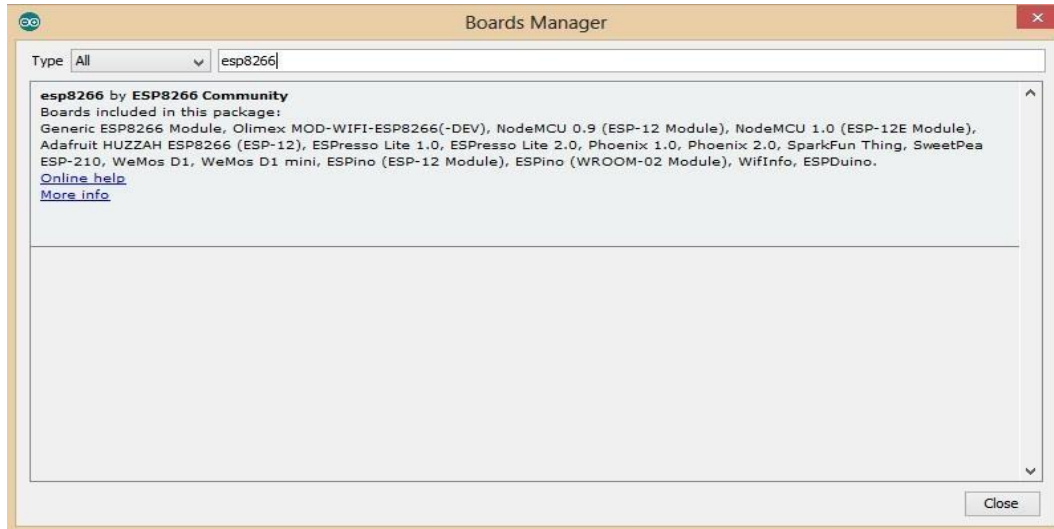 Boards Manager
Type All esp8266
esp8266 by ESP8266 Community
Boards included in this package:
Generic ESP8266 Module, Olimex MOD-WIFI-ESP8266(-DEV), NodeMCU 0.9 (ESP-12 Module), NodeMCU 1.0 (ESP-12E Module),
Adafruit HUZZAH ESP8266 (ESP-12), ESPresso Lite 1.0, ESPresso Lite 2.0, Phoenix 1.0, Phoenix 2.0, SparkFun Thing, SweetPea
ESP-210, WeMos D1, WeMos D1 mini, ESPino (ESP-12 Module), ESPino (WROOM-02 Module), WifInfo, ESPDuino.
Online help
More info
Close